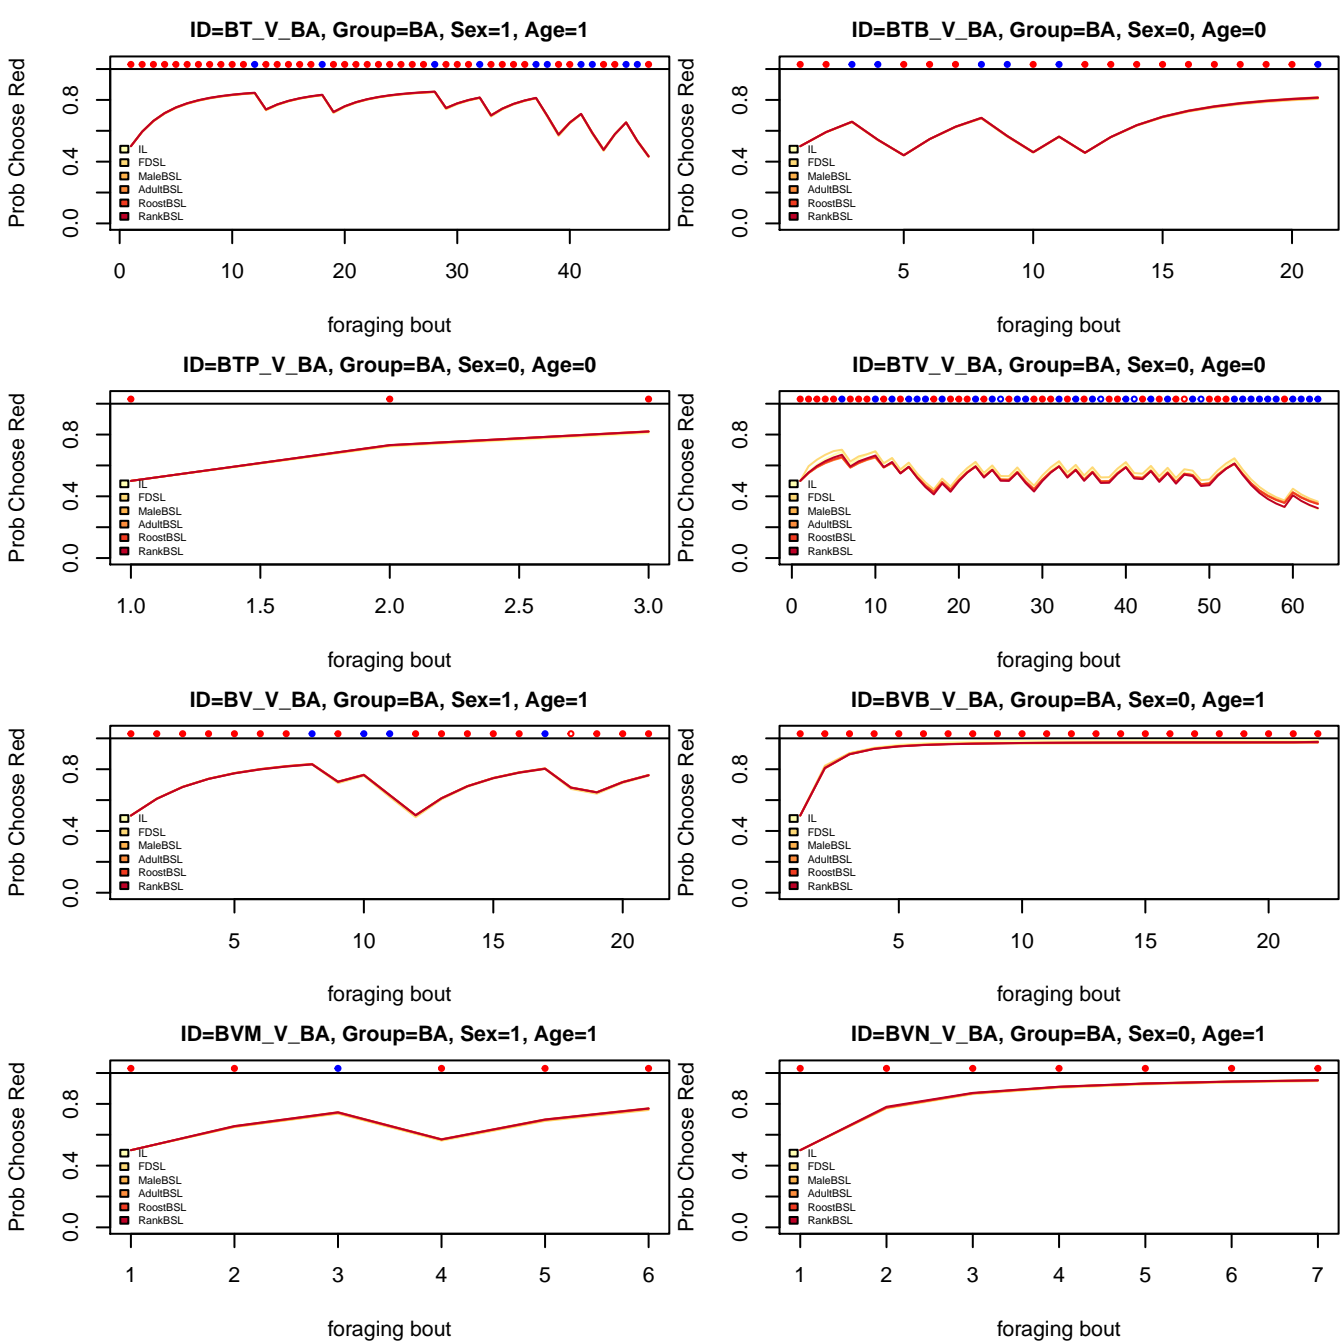 ID=BT_V_BA, Group=BA, Sex=1, Age=1
Prob Choose Red
0.0 0.4 0.8
IL
FDSL
MaleBSL
AdultBSL
RoostBSL
RankBSL
0 10 20 30 40
foraging bout
ID=BTB_V_BA, Group=BA, Sex=0, Age=0
Prob Choose Red
0.0 0.4 0.8
IL
FDSL
MaleBSL
AdultBSL
RoostBSL
RankBSL
5 10 15 20
foraging bout
ID=BTP_V_BA, Group=BA, Sex=0, Age=0
Prob Choose Red
0.0 0.4 0.8
IL
FDSL
MaleBSL
AdultBSL
RoostBSL
RankBSL
1.0 1.5 2.0 2.5 3.0
foraging bout
ID=BTV_V_BA, Group=BA, Sex=0, Age=0
Prob Choose Red
0.0 0.4 0.8
IL
FDSL
MaleBSL
AdultBSL
RoostBSL
RankBSL
0 10 20 30 40 50 60
foraging bout
ID=BV_V_BA, Group=BA, Sex=1, Age=1
Prob Choose Red
0.0 0.4 0.8
IL
FDSL
MaleBSL
AdultBSL
RoostBSL
RankBSL
5 10 15 20
foraging bout
ID=BVB_V_BA, Group=BA, Sex=0, Age=1
Prob Choose Red
0.0 0.4 0.8
IL
FDSL
MaleBSL
AdultBSL
RoostBSL
RankBSL
5 10 15 20
foraging bout
ID=BVM_V_BA, Group=BA, Sex=1, Age=1
Prob Choose Red
0.0 0.4 0.8
IL
FDSL
MaleBSL
AdultBSL
RoostBSL
RankBSL
1 2 3 4 5 6
foraging bout
ID=BVN_V_BA, Group=BA, Sex=0, Age=1
Prob Choose Red
0.0 0.4 0.8
IL
FDSL
MaleBSL
AdultBSL
RoostBSL
RankBSL
1 2 3 4 5 6 7
foraging bout